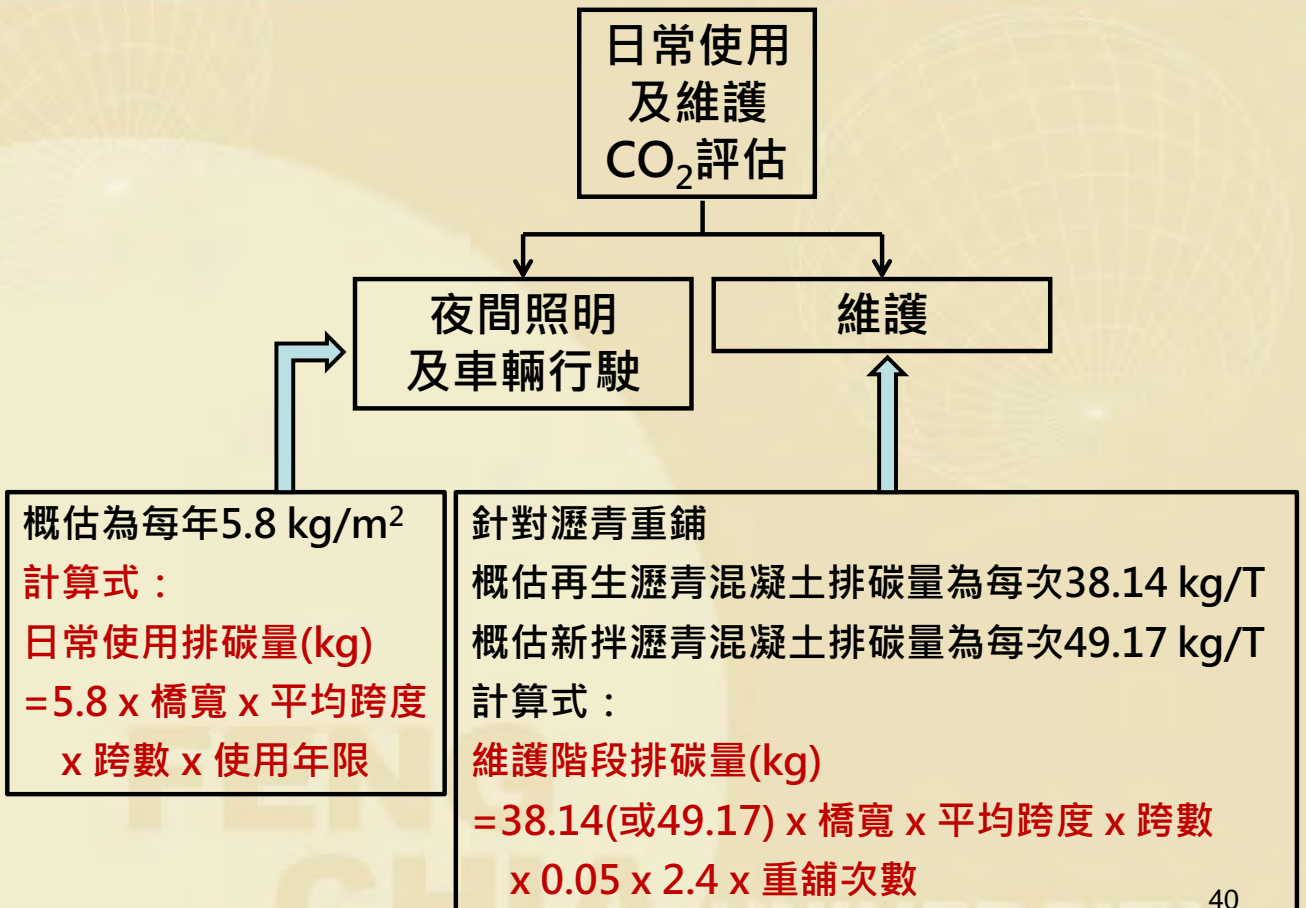 日常使用
及維護
CO₂評估
夜間照明
及車輛行駛
維護
概估為每年5.8 kg/m²
計算式：
日常使用排碳量(kg)
=5.8 x 橋寬 x 平均跨度
x 跨數 x 使用年限
針對瀝青重鋪
概估再生瀝青混凝土排碳量為每次38.14 kg/T
概估新拌瀝青混凝土排碳量為每次49.17 kg/T
計算式：
維護階段排碳量(kg)
=38.14(或49.17) x 橋寬 x 平均跨度 x 跨數
x 0.05 x 2.4 x 重舖次數
FENG
40